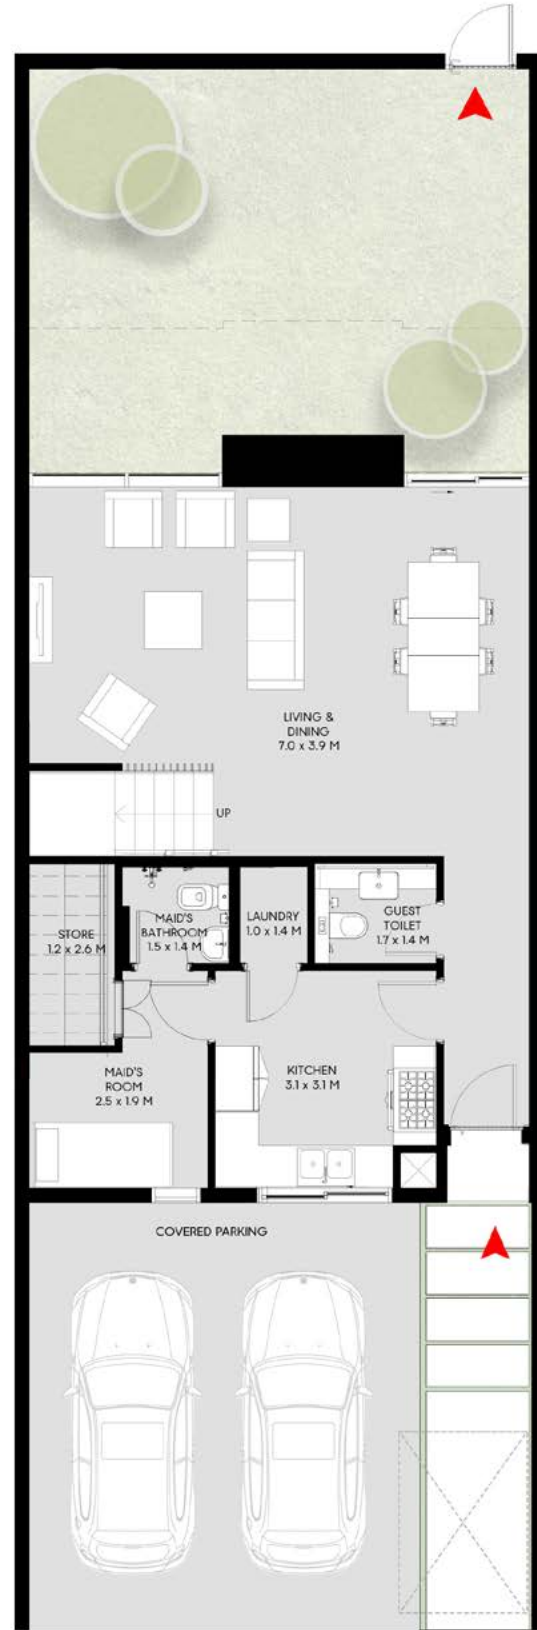 LIVING &
DINING
7.0 x 3.9 M
UP
STORE
1.2 x 2.6 M
MAID'S
BATHROOM
1.5 x 1.4 M
LAUNDRY
1.0 x 1.4 M
GUEST
TOILET
1.7 x 1.4 M
MAID'S
ROOM
2.5 x 1.9 M
KITCHEN
3.1 x 3.1 M
COVERED PARKING